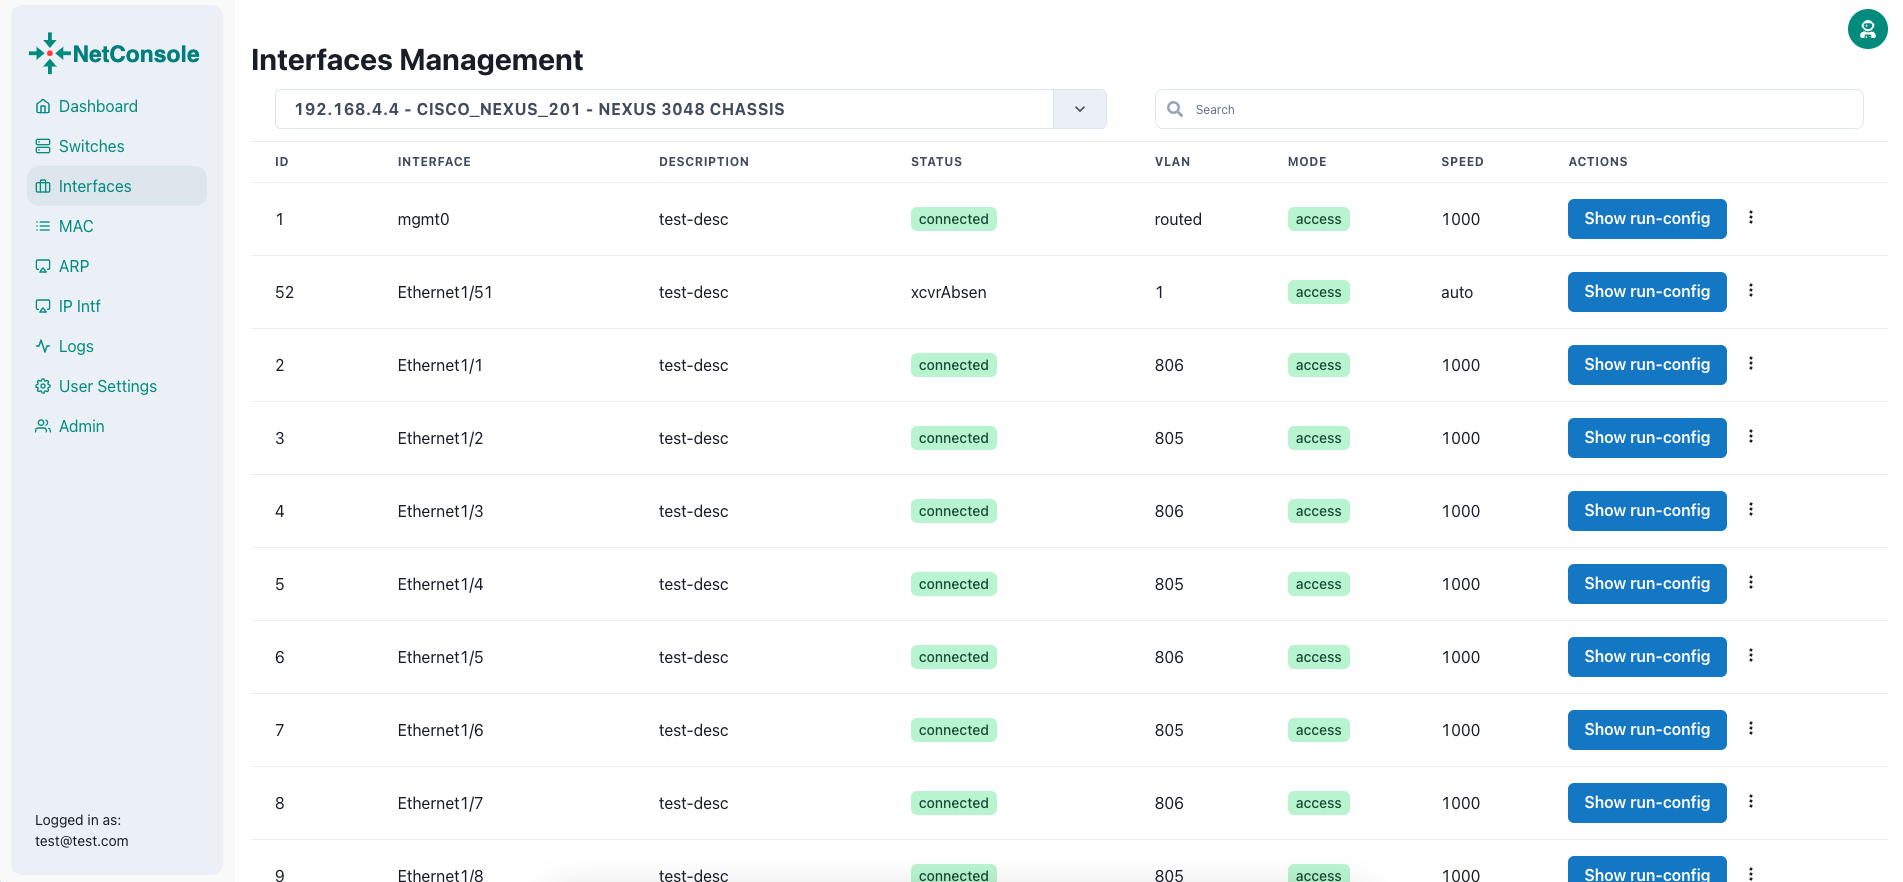 NetConsole
Dashboard
Switches
Interfaces
MAC
ARP
IP Intf
Logs
User Settings
Admin
Logged in as:
test@test.com
Interfaces Management
192.168.4.4 - CISCO_NEXUS_201 - NEXUS 3048 CHASSIS
Search
ID INTERFACE DESCRIPTION STATUS VLAN MODE SPEED ACTIONS
1 mgmt0 test-desc connected routed access 1000 Show run-config
52 Ethernet1/51 test-desc xcvrAbsen 1 access auto Show run-config
2 Ethernet1/1 test-desc connected 806 access 1000 Show run-config
3 Ethernet1/2 test-desc connected 805 access 1000 Show run-config
4 Ethernet1/3 test-desc connected 806 access 1000 Show run-config
5 Ethernet1/4 test-desc connected 805 access 1000 Show run-config
6 Ethernet1/5 test-desc connected 806 access 1000 Show run-config
7 Ethernet1/6 test-desc connected 805 access 1000 Show run-config
8 Ethernet1/7 test-desc connected 806 access 1000 Show run-config
9 Ethernet1/8 test-desc connected 805 access 1000 Show run-config